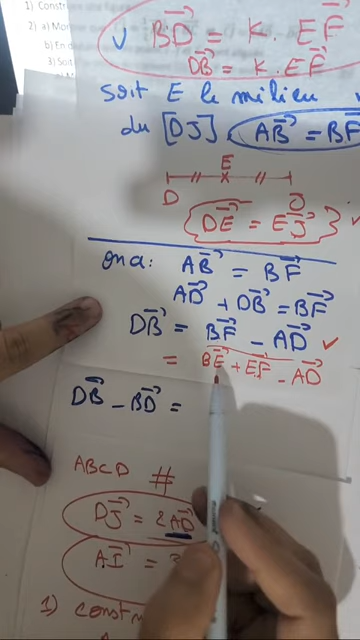 1) Constru
2) a) Mo
b) En d
3) Soit
√ BD⃗ = K. EF⃗
DB⃗ = K. EF⃗
soit E le milieu
du [DJ] AB⃗ = BF⃗
E
D J
DE⃗ = EJ⃗
on a: AB⃗ = BF⃗
AD⃗ + DB⃗ = BF⃗
DB⃗ = BF⃗ - AD⃗ ✓
= BE⃗ + EF⃗ - AD⃗
DB⃗ - BD⃗ =
ABCD #
DJ⃗ = 2AD⃗
AI⃗ =
1) constr